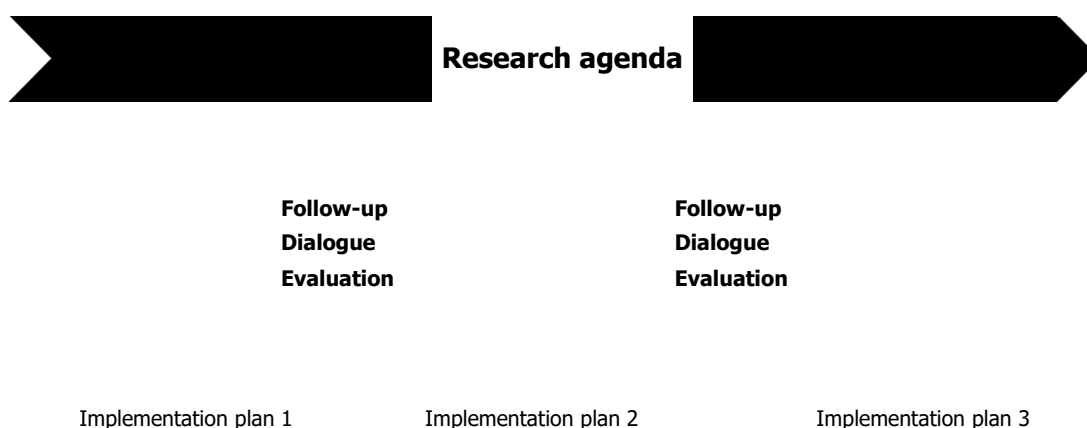 Research agenda
Follow-up
Dialogue
Evaluation
Follow-up
Dialogue
Evaluation
Implementation plan 1
Implementation plan 2
Implementation plan 3